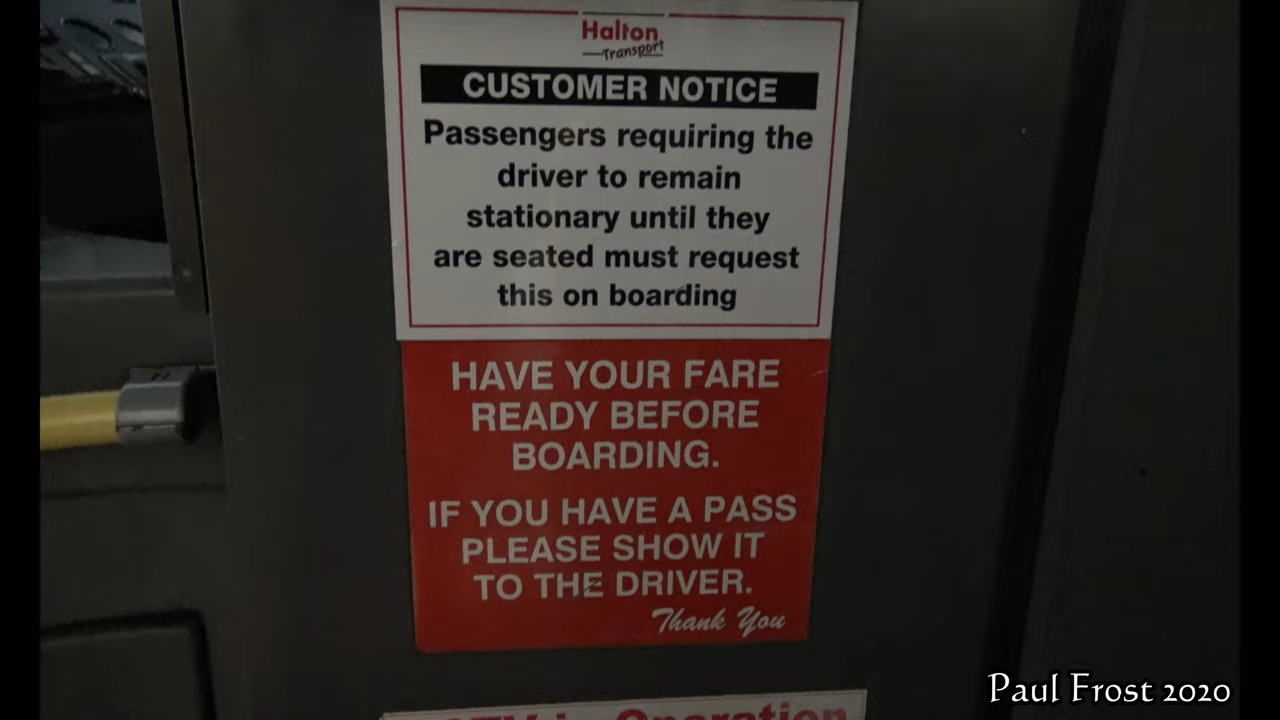 Halton
Transport
CUSTOMER NOTICE
Passengers requiring the
driver to remain
stationary until they
are seated must request
this on boarding
HAVE YOUR FARE
READY BEFORE
BOARDING.
IF YOU HAVE A PASS
PLEASE SHOW IT
TO THE DRIVER.
Thank You
in Operation
Paul Frost 2020